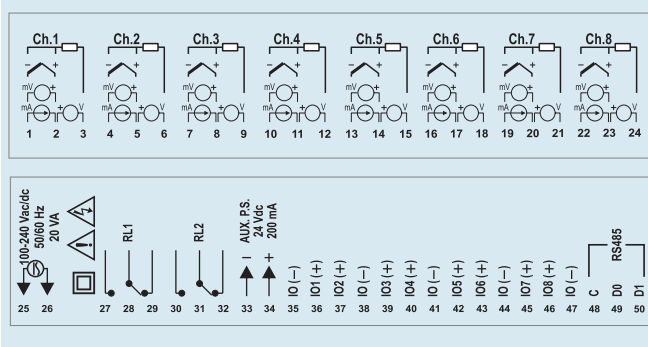 Ch.1 Ch.2 Ch.3 Ch.4 Ch.5 Ch.6 Ch.7 Ch.8
− + − + − + − + − + − + − + − +
mV + mV + mV + mV + mV + mV + mV + mV +
mA + V mA + V mA + V mA + V mA + V mA + V mA + V mA + V
1 2 3 4 5 6 7 8 9 10 11 12 13 14 15 16 17 18 19 20 21 22 23 24
100-240 Vac/dc
50/60 Hz
20 VA
RL1
RL2
AUX. P.S.
24 Vdc
200 mA
− +
IO (−)
IO1 (+)
IO2 (+)
IO (−)
IO3 (+)
IO4 (+)
IO (−)
IO5 (+)
IO6 (+)
IO (−)
IO7 (+)
IO8 (+)
IO (−)
RS485
C
D0
D1
25 26 27 28 29 30 31 32 33 34 35 36 37 38 39 40 41 42 43 44 45 46 47 48 49 50